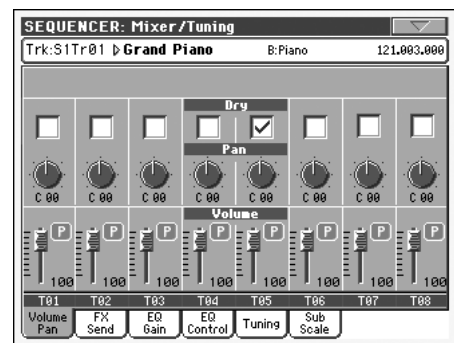 SEQUENCER: Mixer/Tuning
Trk:S1Tr01 ▷Grand Piano B:Piano 121.003.000
Dry
Pan
C 00 C 00 C 00 C 00 C 00 C 00 C 00 C 00
Volume
P P P P P P P P
100 100 100 100 100 100 100 100
T01 T02 T03 T04 T05 T06 T07 T08
Volume Pan FX Send EQ Gain EQ Control Tuning Sub Scale